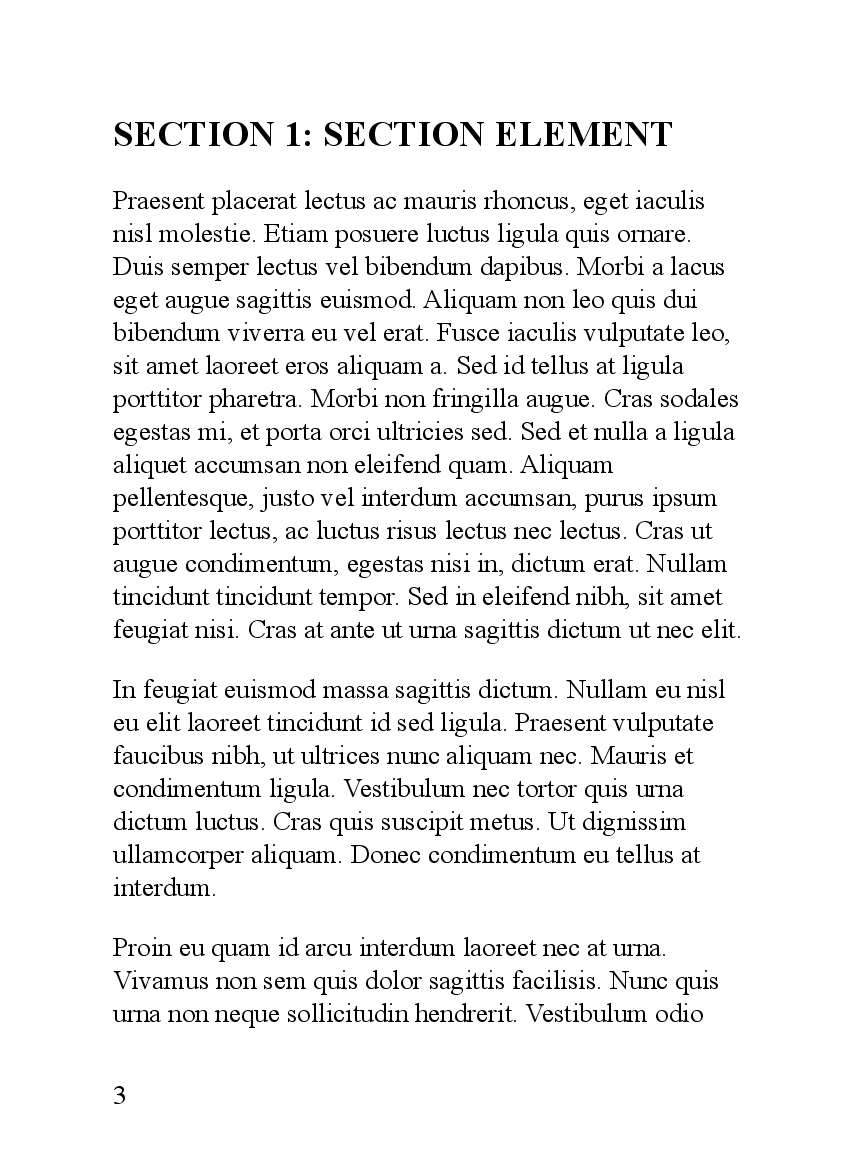 SECTION 1: SECTION ELEMENT
Praesent placerat lectus ac mauris rhoncus, eget iaculis
nisl molestie. Etiam posuere luctus ligula quis ornare.
Duis semper lectus vel bibendum dapibus. Morbi a lacus
eget augue sagittis euismod. Aliquam non leo quis dui
bibendum viverra eu vel erat. Fusce iaculis vulputate leo,
sit amet laoreet eros aliquam a. Sed id tellus at ligula
porttitor pharetra. Morbi non fringilla augue. Cras sodales
egestas mi, et porta orci ultricies sed. Sed et nulla a ligula
aliquet accumsan non eleifend quam. Aliquam
pellentesque, justo vel interdum accumsan, purus ipsum
porttitor lectus, ac luctus risus lectus nec lectus. Cras ut
augue condimentum, egestas nisi in, dictum erat. Nullam
tincidunt tincidunt tempor. Sed in eleifend nibh, sit amet
feugiat nisi. Cras at ante ut urna sagittis dictum ut nec elit.
In feugiat euismod massa sagittis dictum. Nullam eu nisl
eu elit laoreet tincidunt id sed ligula. Praesent vulputate
faucibus nibh, ut ultrices nunc aliquam nec. Mauris et
condimentum ligula. Vestibulum nec tortor quis urna
dictum luctus. Cras quis suscipit metus. Ut dignissim
ullamcorper aliquam. Donec condimentum eu tellus at
interdum.
Proin eu quam id arcu interdum laoreet nec at urna.
Vivamus non sem quis dolor sagittis facilisis. Nunc quis
urna non neque sollicitudin hendrerit. Vestibulum odio
3